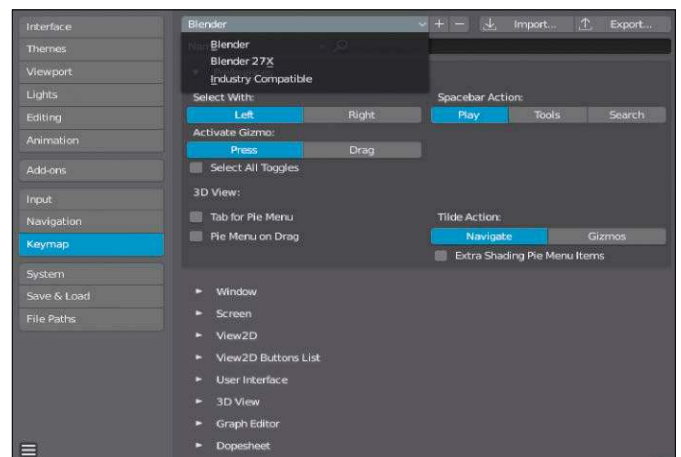 Interface
Themes
Viewport
Lights
Editing
Animation
Add-ons
Input
Navigation
Keymap
System
Save & Load
File Paths
Blender
Import...
Export...
Blender
Blender 27X
Industry Compatible
Select With:
Left Right
Activate Gizmo:
Press Drag
Select All Toggles
Spacebar Action:
Play Tools Search
3D View:
Tab for Pie Menu
Pie Menu on Drag
Tilde Action:
Navigate Gizmos
Extra Shading Pie Menu Items
Window
Screen
View2D
View2D Buttons List
User Interface
3D View
Graph Editor
Dopesheet